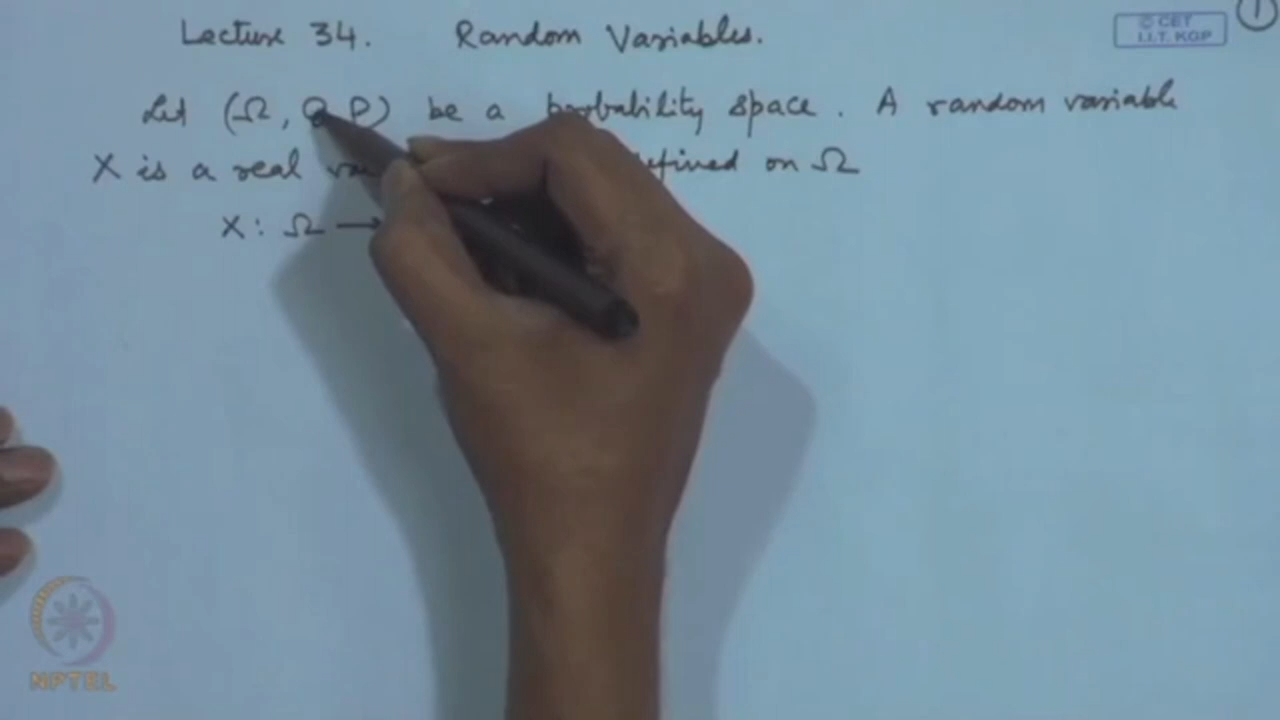 © CET
I.I.T. KGP
1
Lecture 34. Random Variables.
Let (Ω, P) be a probability space. A random variable
X is a real defined on Ω
X : Ω →
NPTEL